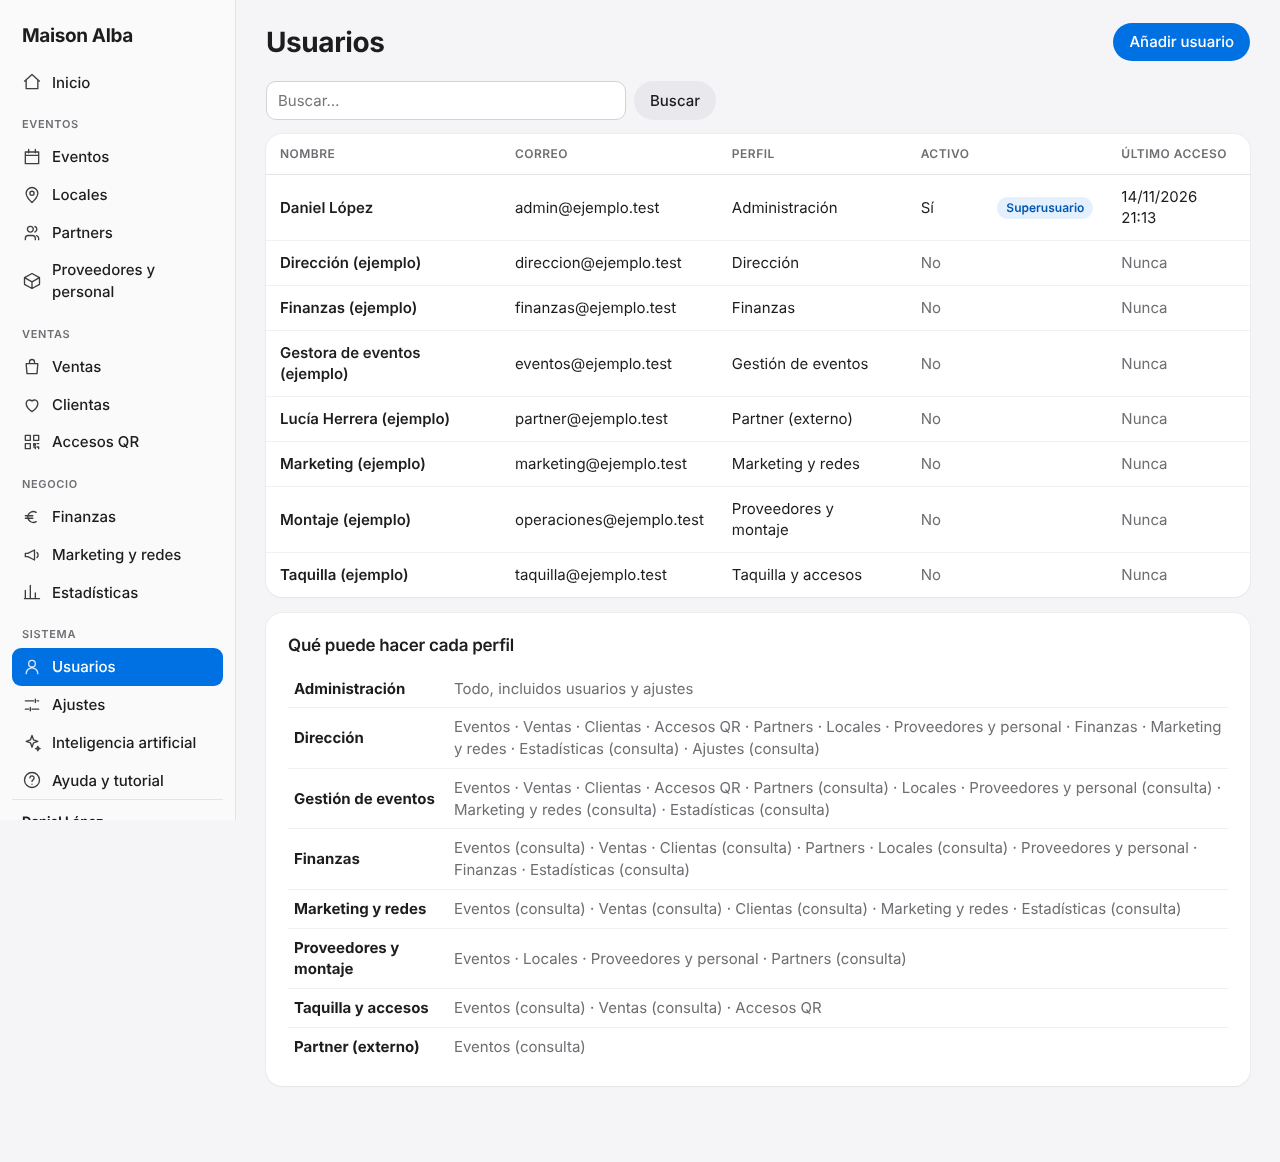 Maison Alba
Inicio
EVENTOS
Eventos
Locales
Partners
Proveedores y
personal
VENTAS
Ventas
Clientas
Accesos QR
NEGOCIO
Finanzas
Marketing y redes
Estadísticas
SISTEMA
Usuarios
Ajustes
Inteligencia artificial
Ayuda y tutorial
Daniel López
Usuarios
Añadir usuario
Buscar...
Buscar
NOMBRE CORREO PERFIL ACTIVO ÚLTIMO ACCESO
Daniel López admin@ejemplo.test Administración Sí Superusuario 14/11/2026
21:13
Dirección (ejemplo) direccion@ejemplo.test Dirección No Nunca
Finanzas (ejemplo) finanzas@ejemplo.test Finanzas No Nunca
Gestora de eventos
(ejemplo) eventos@ejemplo.test Gestión de eventos No Nunca
Lucía Herrera (ejemplo) partner@ejemplo.test Partner (externo) No Nunca
Marketing (ejemplo) marketing@ejemplo.test Marketing y redes No Nunca
Montaje (ejemplo) operaciones@ejemplo.test Proveedores y
montaje No Nunca
Taquilla (ejemplo) taquilla@ejemplo.test Taquilla y accesos No Nunca
Qué puede hacer cada perfil
Administración Todo, incluidos usuarios y ajustes
Dirección Eventos · Ventas · Clientas · Accesos QR · Partners · Locales · Proveedores y personal · Finanzas · Marketing
y redes · Estadísticas (consulta) · Ajustes (consulta)
Gestión de eventos Eventos · Ventas · Clientas · Accesos QR · Partners (consulta) · Locales · Proveedores y personal (consulta) ·
Marketing y redes (consulta) · Estadísticas (consulta)
Finanzas Eventos (consulta) · Ventas · Clientas (consulta) · Partners · Locales (consulta) · Proveedores y personal ·
Finanzas · Estadísticas (consulta)
Marketing y redes Eventos (consulta) · Ventas (consulta) · Clientas (consulta) · Marketing y redes · Estadísticas (consulta)
Proveedores y
montaje Eventos · Locales · Proveedores y personal · Partners (consulta)
Taquilla y accesos Eventos (consulta) · Ventas (consulta) · Accesos QR
Partner (externo) Eventos (consulta)